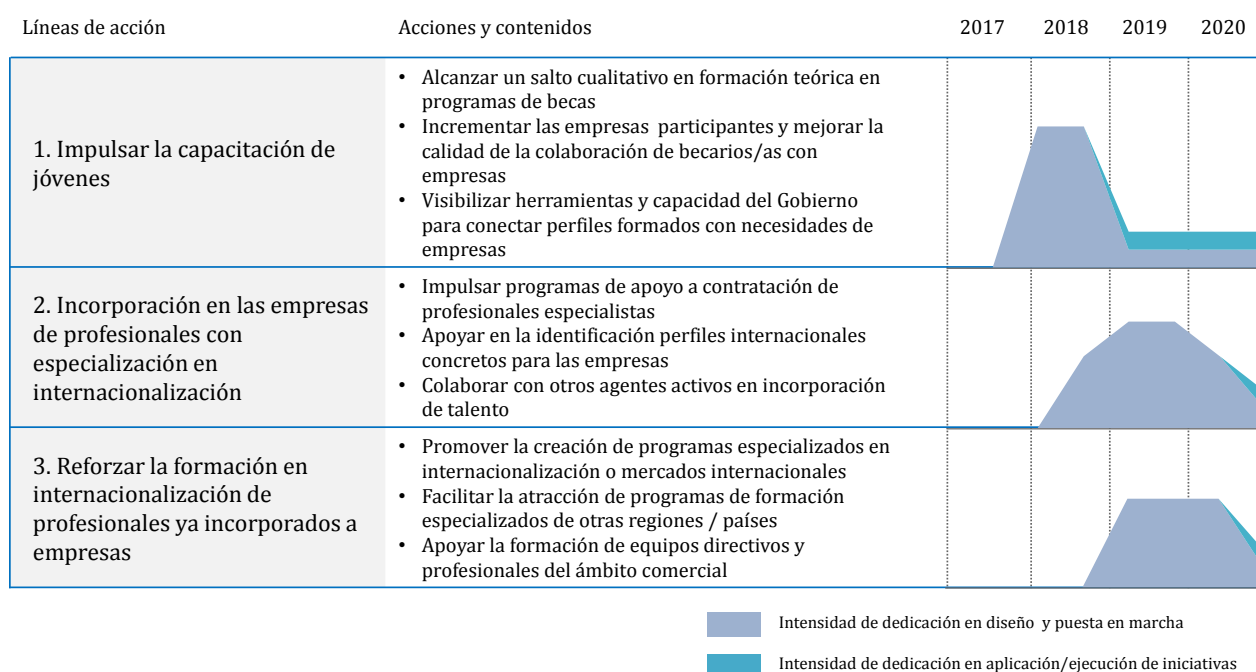 Líneas de acción
Acciones y contenidos
2017
2018
2019
2020
1. Impulsar la capacitación de
jóvenes
• Alcanzar un salto cualitativo en formación teórica en
programas de becas
• Incrementar las empresas participantes y mejorar la
calidad de la colaboración de becarios/as con
empresas
• Visibilizar herramientas y capacidad del Gobierno
para conectar perfiles formados con necesidades de
empresas
2. Incorporación en las empresas
de profesionales con
especialización en
internacionalización
• Impulsar programas de apoyo a contratación de
profesionales especialistas
• Apoyar en la identificación perfiles internacionales
concretos para las empresas
• Colaborar con otros agentes activos en incorporación
de talento
3. Reforzar la formación en
internacionalización de
profesionales ya incorporados a
empresas
• Promover la creación de programas especializados en
internacionalización o mercados internacionales
• Facilitar la atracción de programas de formación
especializados de otras regiones / países
• Apoyar la formación de equipos directivos y
profesionales del ámbito comercial
Intensidad de dedicación en diseño y puesta en marcha
Intensidad de dedicación en aplicación/ejecución de iniciativas